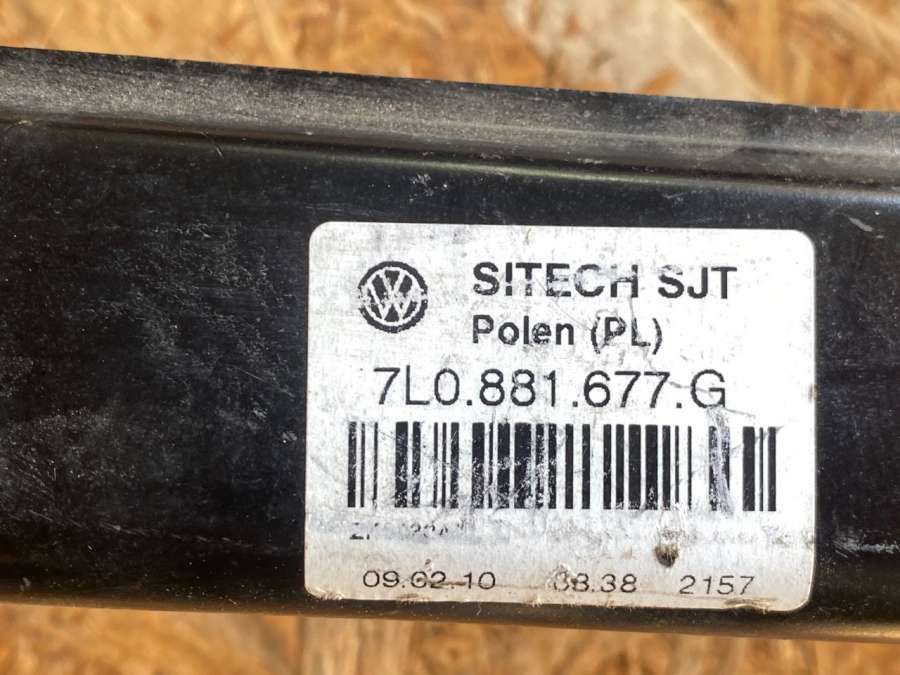 SITECH SJT
Polen (PL)
7L0.881.677.G
09.02.10 08.38 2157